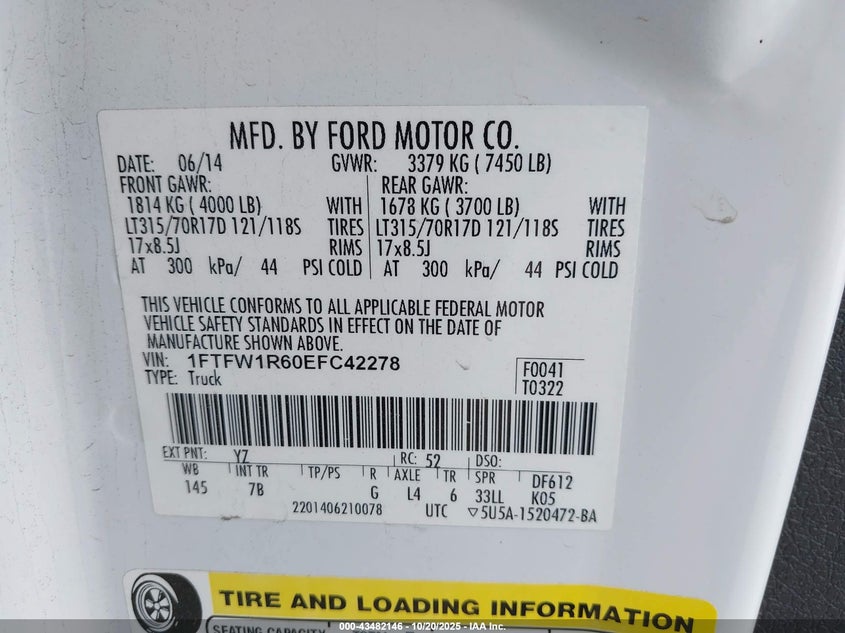 MFD. BY FORD MOTOR CO.
DATE: 06/14 GVWR: 3379 KG ( 7450 LB)
FRONT GAWR: REAR GAWR:
1814 KG ( 4000 LB) WITH 1678 KG ( 3700 LB) WITH
LT315/70R17D 121/118S TIRES LT315/70R17D 121/118S TIRES
17x8.5J RIMS 17x8.5J RIMS
AT 300 kPa/ 44 PSI COLD AT 300 kPa/ 44 PSI COLD
THIS VEHICLE CONFORMS TO ALL APPLICABLE FEDERAL MOTOR
VEHICLE SAFETY STANDARDS IN EFFECT ON THE DATE OF
MANUFACTURE SHOWN ABOVE.
VIN: 1FTFW1R60EFC42278 F0041
TYPE: Truck T0322
EXT PNT: YZ RC: 52 DSO:
WB INT TR TP/PS R AXLE TR SPR DF612
145 7B G L4 6 33LL K05
2201406210078 UTC ▽5U5A-1520472-BA
TIRE AND LOADING INFORMATION
SEATING CAPACITY
000-43482146 - 10/20/2025 - IAA Inc.